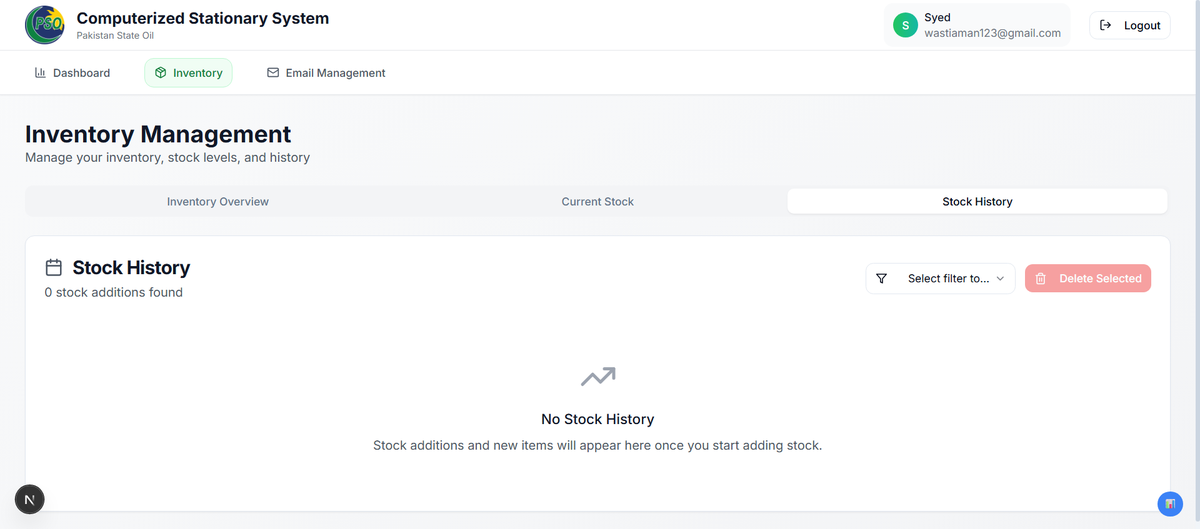 PSO
Computerized Stationary System
Pakistan State Oil
S
Syed
wastiaman123@gmail.com
Logout
Dashboard
Inventory
Email Management
Inventory Management
Manage your inventory, stock levels, and history
Inventory Overview
Current Stock
Stock History
Stock History
0 stock additions found
Select filter to...
Delete Selected
No Stock History
Stock additions and new items will appear here once you start adding stock.
N